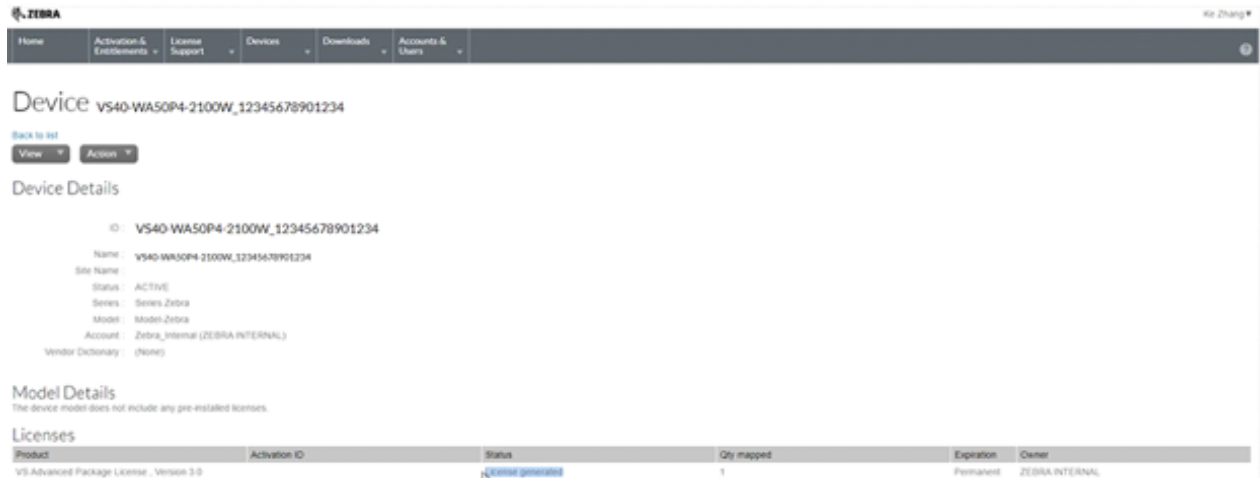 ZEBRA
Ke Zhang
Home
Activation & Entitlements
License Support
Devices
Downloads
Accounts & Users
Device VS40-WA50P4-2100W_12345678901234
Back to list
View
Action
Device Details
ID : VS40-WA50P4-2100W_12345678901234
Name : VS40-WA50P4-2100W_12345678901234
Site Name :
Status : ACTIVE
Series : Series-Zebra
Model : Model-Zebra
Account : Zebra_Internal (ZEBRA INTERNAL)
Vendor Dictionary : (None)
Model Details
The device model does not include any pre-installed licenses.
Licenses
Product Activation ID Status Qty mapped Expiration Owner
VS Advanced Package License , Version 3.0 License generated 1 Permanent ZEBRA INTERNAL